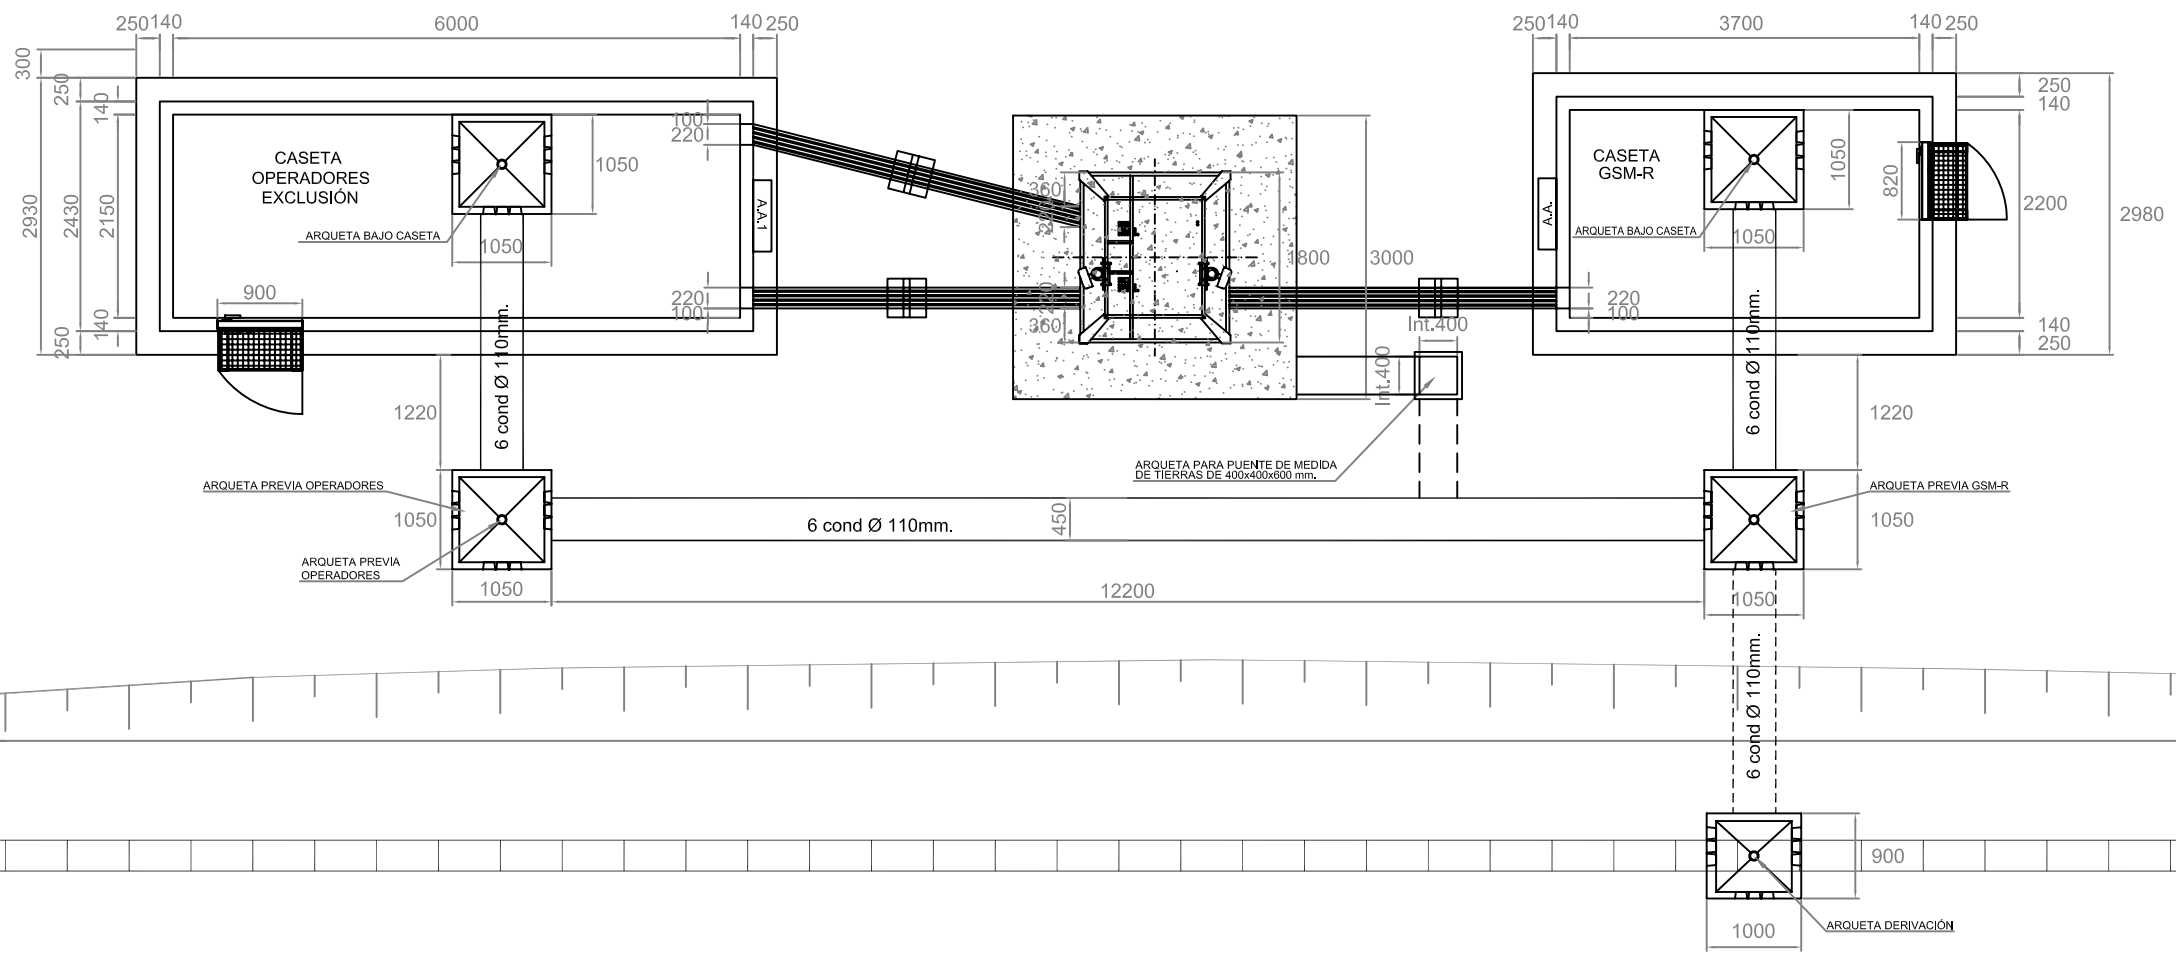 250
140
6000
140
250
250
140
3700
140
250
300
250
140
2930
2430
2150
140
250
CASETA
OPERADORES
EXCLUSIÓN
ARQUETA BAJO CASETA
1050
1050
900
100
220
A.A.1
220
100
360
220
360
1800
3000
Int.400
Int.400
A.A.
220
100
CASETA
GSM-R
ARQUETA BAJO CASETA
1050
1050
820
250
140
2200
2980
140
250
6 cond Ø 110mm.
6 cond Ø 110mm.
1220
1220
ARQUETA PARA PUENTE DE MEDIDA
DE TIERRAS DE 400x400x600 mm.
ARQUETA PREVIA OPERADORES
1050
ARQUETA PREVIA
OPERADORES
1050
6 cond Ø 110mm.
450
12200
ARQUETA PREVIA GSM-R
1050
1050
6 cond Ø 110mm.
900
1000
ARQUETA DERIVACIÓN